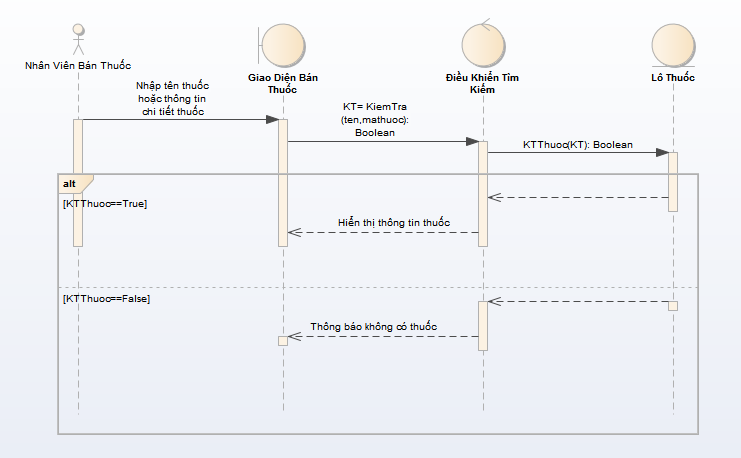 Nhân Viên Bán Thuốc
Giao Diện Bán
Thuốc
Điều Khiển Tìm
Kiếm
Lô Thuốc
Nhập tên thuốc
hoặc thông tin
chi tiết thuốc
KT= KiemTra
(ten,mathuoc):
Boolean
KTThuoc(KT): Boolean
alt
[KTThuoc==True]
Hiển thị thông tin thuốc
[KTThuoc==False]
Thông báo không có thuốc